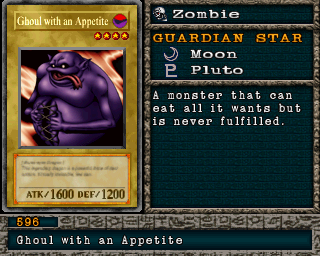 Ghoul with an Appetite
ATK/1600 DEF/1200
Zombie
GUARDIAN STAR
Moon
Pluto
A monster that can
eat all it wants but
is never fulfilled.
596
Ghoul with an Appetite